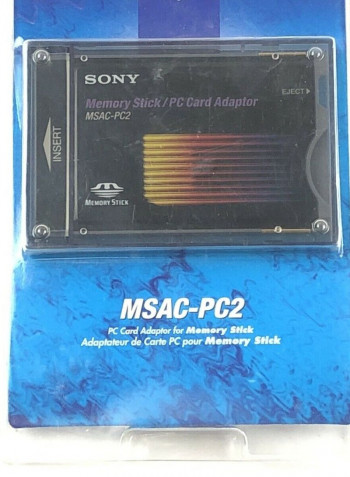 SONY
Memory Stick/PC Card Adaptor
MSAC-PC2
EJECT
INSERT
MEMORY STICK
MSAC-PC2
PC Card Adaptor for Memory Stick
Adaptateur de Carte PC pour Memory Stick